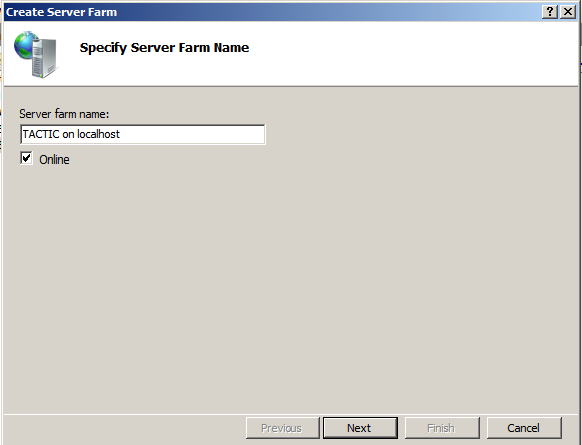 Create Server Farm
Specify Server Farm Name
Server farm name:
TACTIC on localhost
Online
Previous Next Finish Cancel